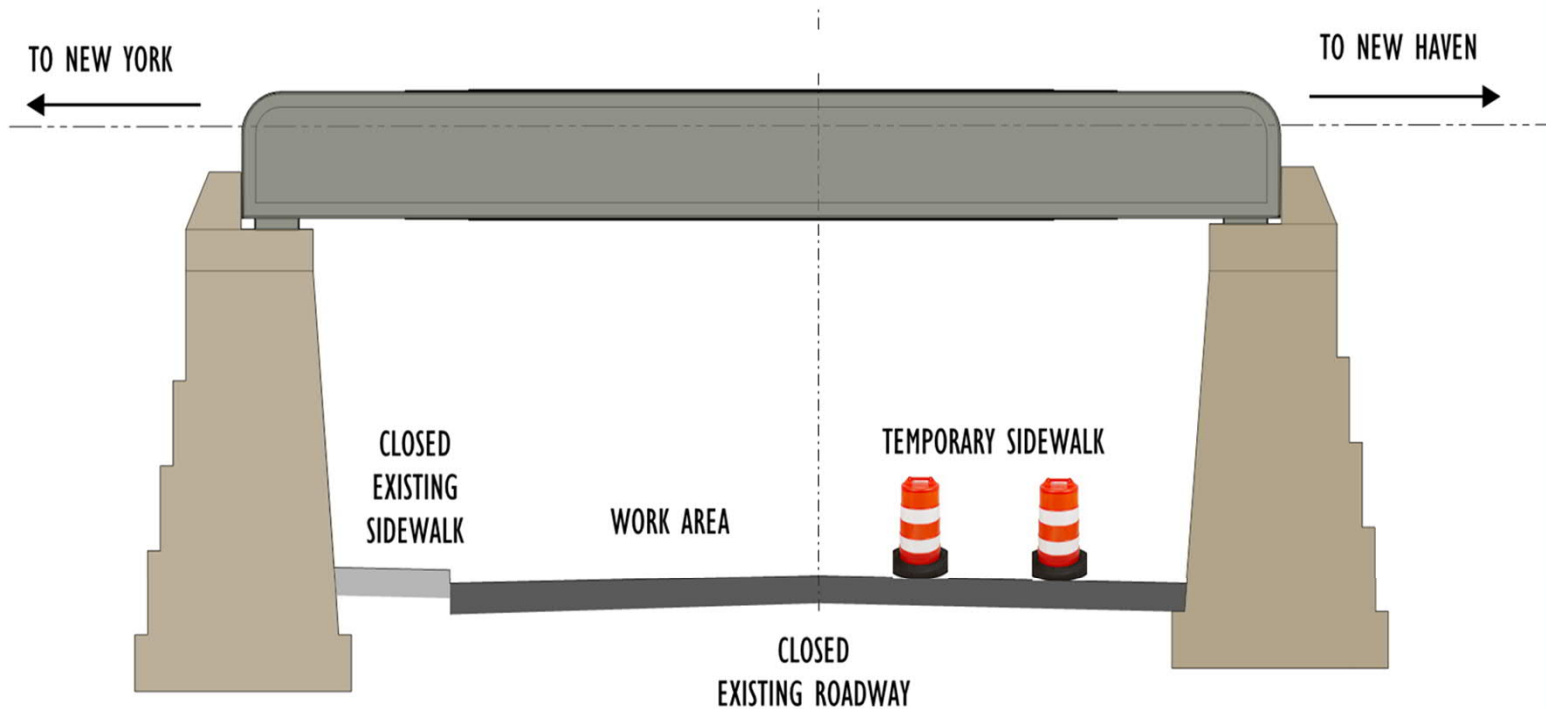 TO NEW YORK
TO NEW HAVEN
CLOSED
EXISTING
SIDEWALK
WORK AREA
TEMPORARY SIDEWALK
CLOSED
EXISTING ROADWAY